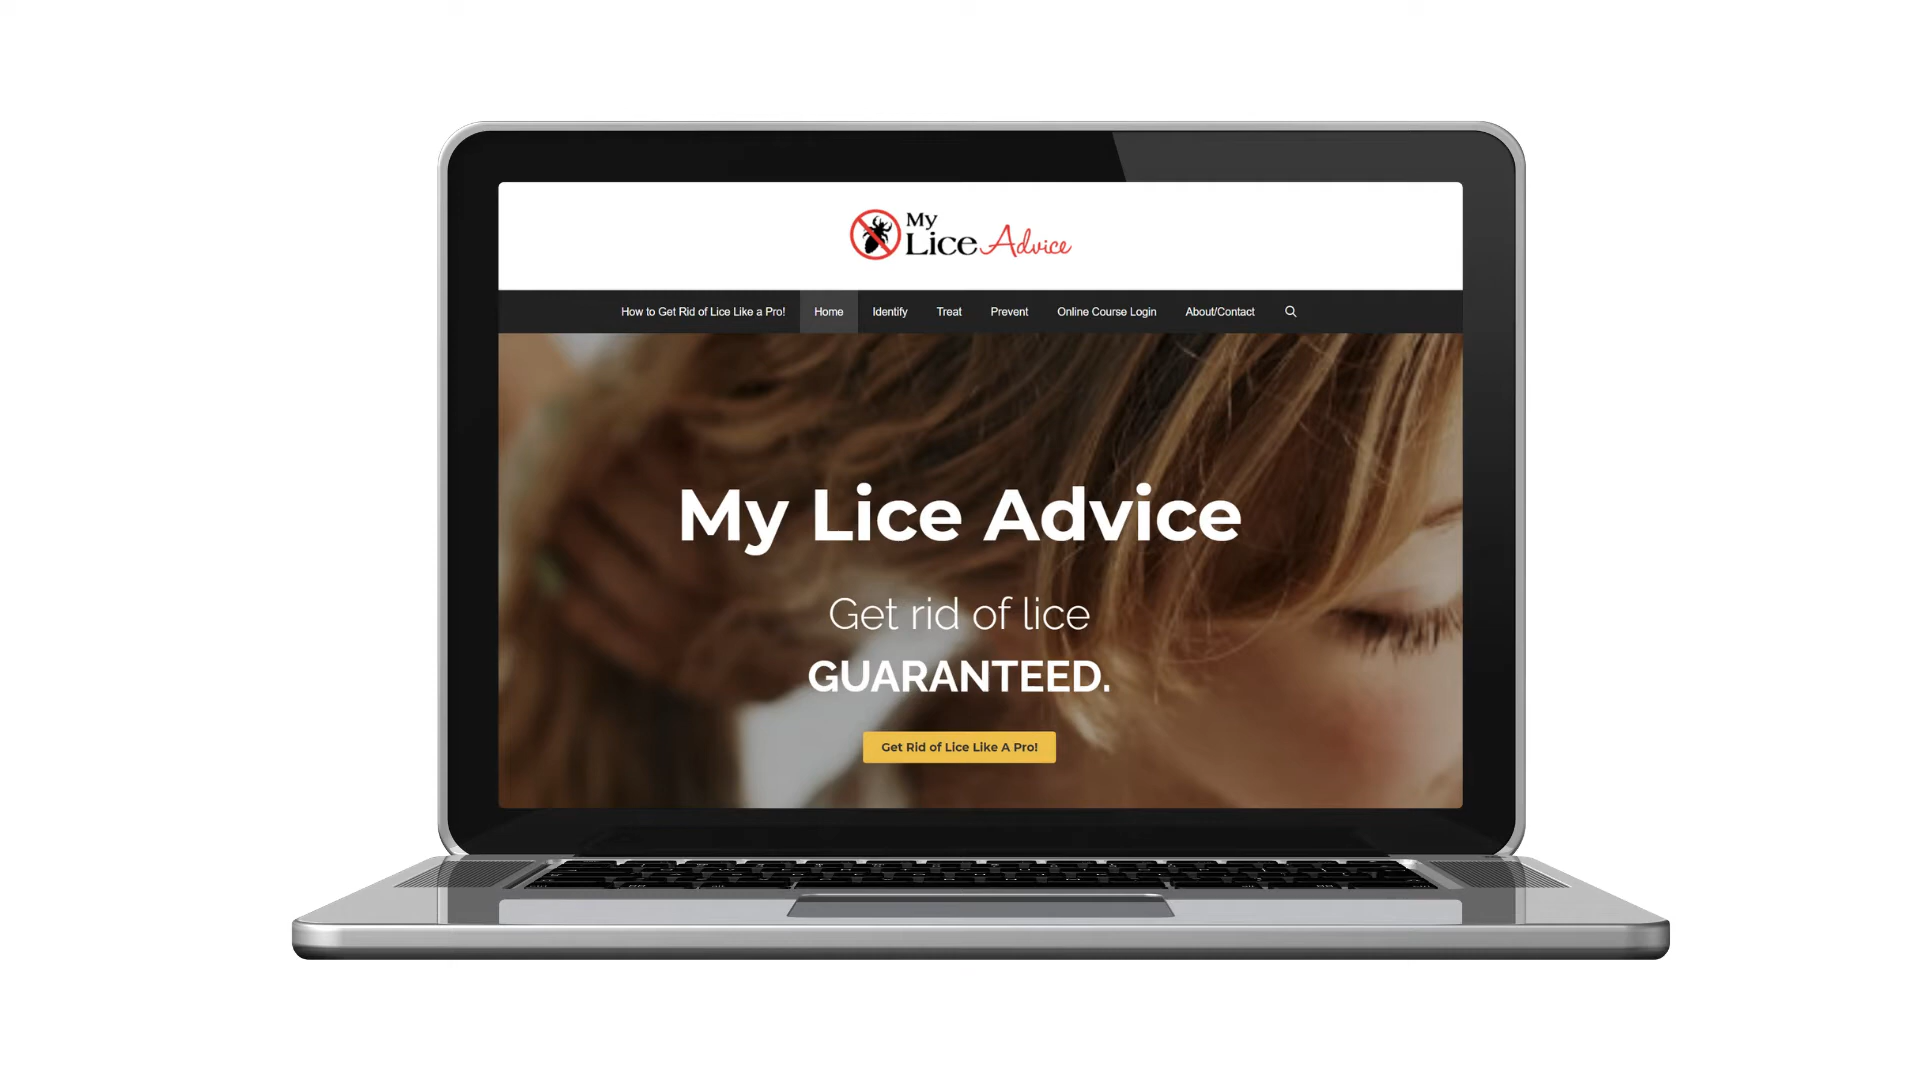 My
Lice Advice
How to Get Rid of Lice Like a Pro! Home Identify Treat Prevent Online Course Login About/Contact
My Lice Advice
Get rid of lice
GUARANTEED.
Get Rid of Lice Like A Pro!